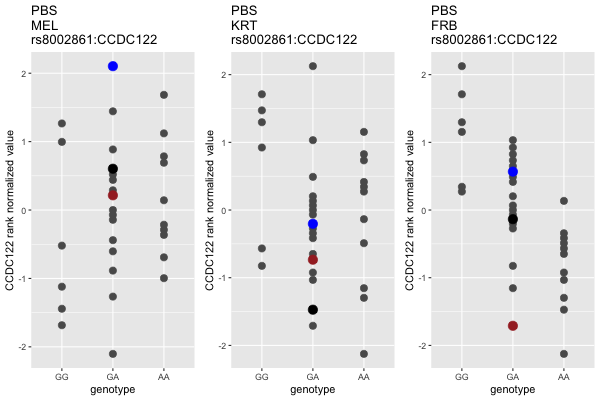 PBS
MEL
rs8002861:CCDC122
CCDC122 rank normalized value
2
1
0
-1
-2
GG
GA
AA
genotype
PBS
KRT
rs8002861:CCDC122
CCDC122 rank normalized value
2
1
0
-1
-2
GG
GA
AA
genotype
PBS
FRB
rs8002861:CCDC122
CCDC122 rank normalized value
2
1
0
-1
-2
GG
GA
AA
genotype